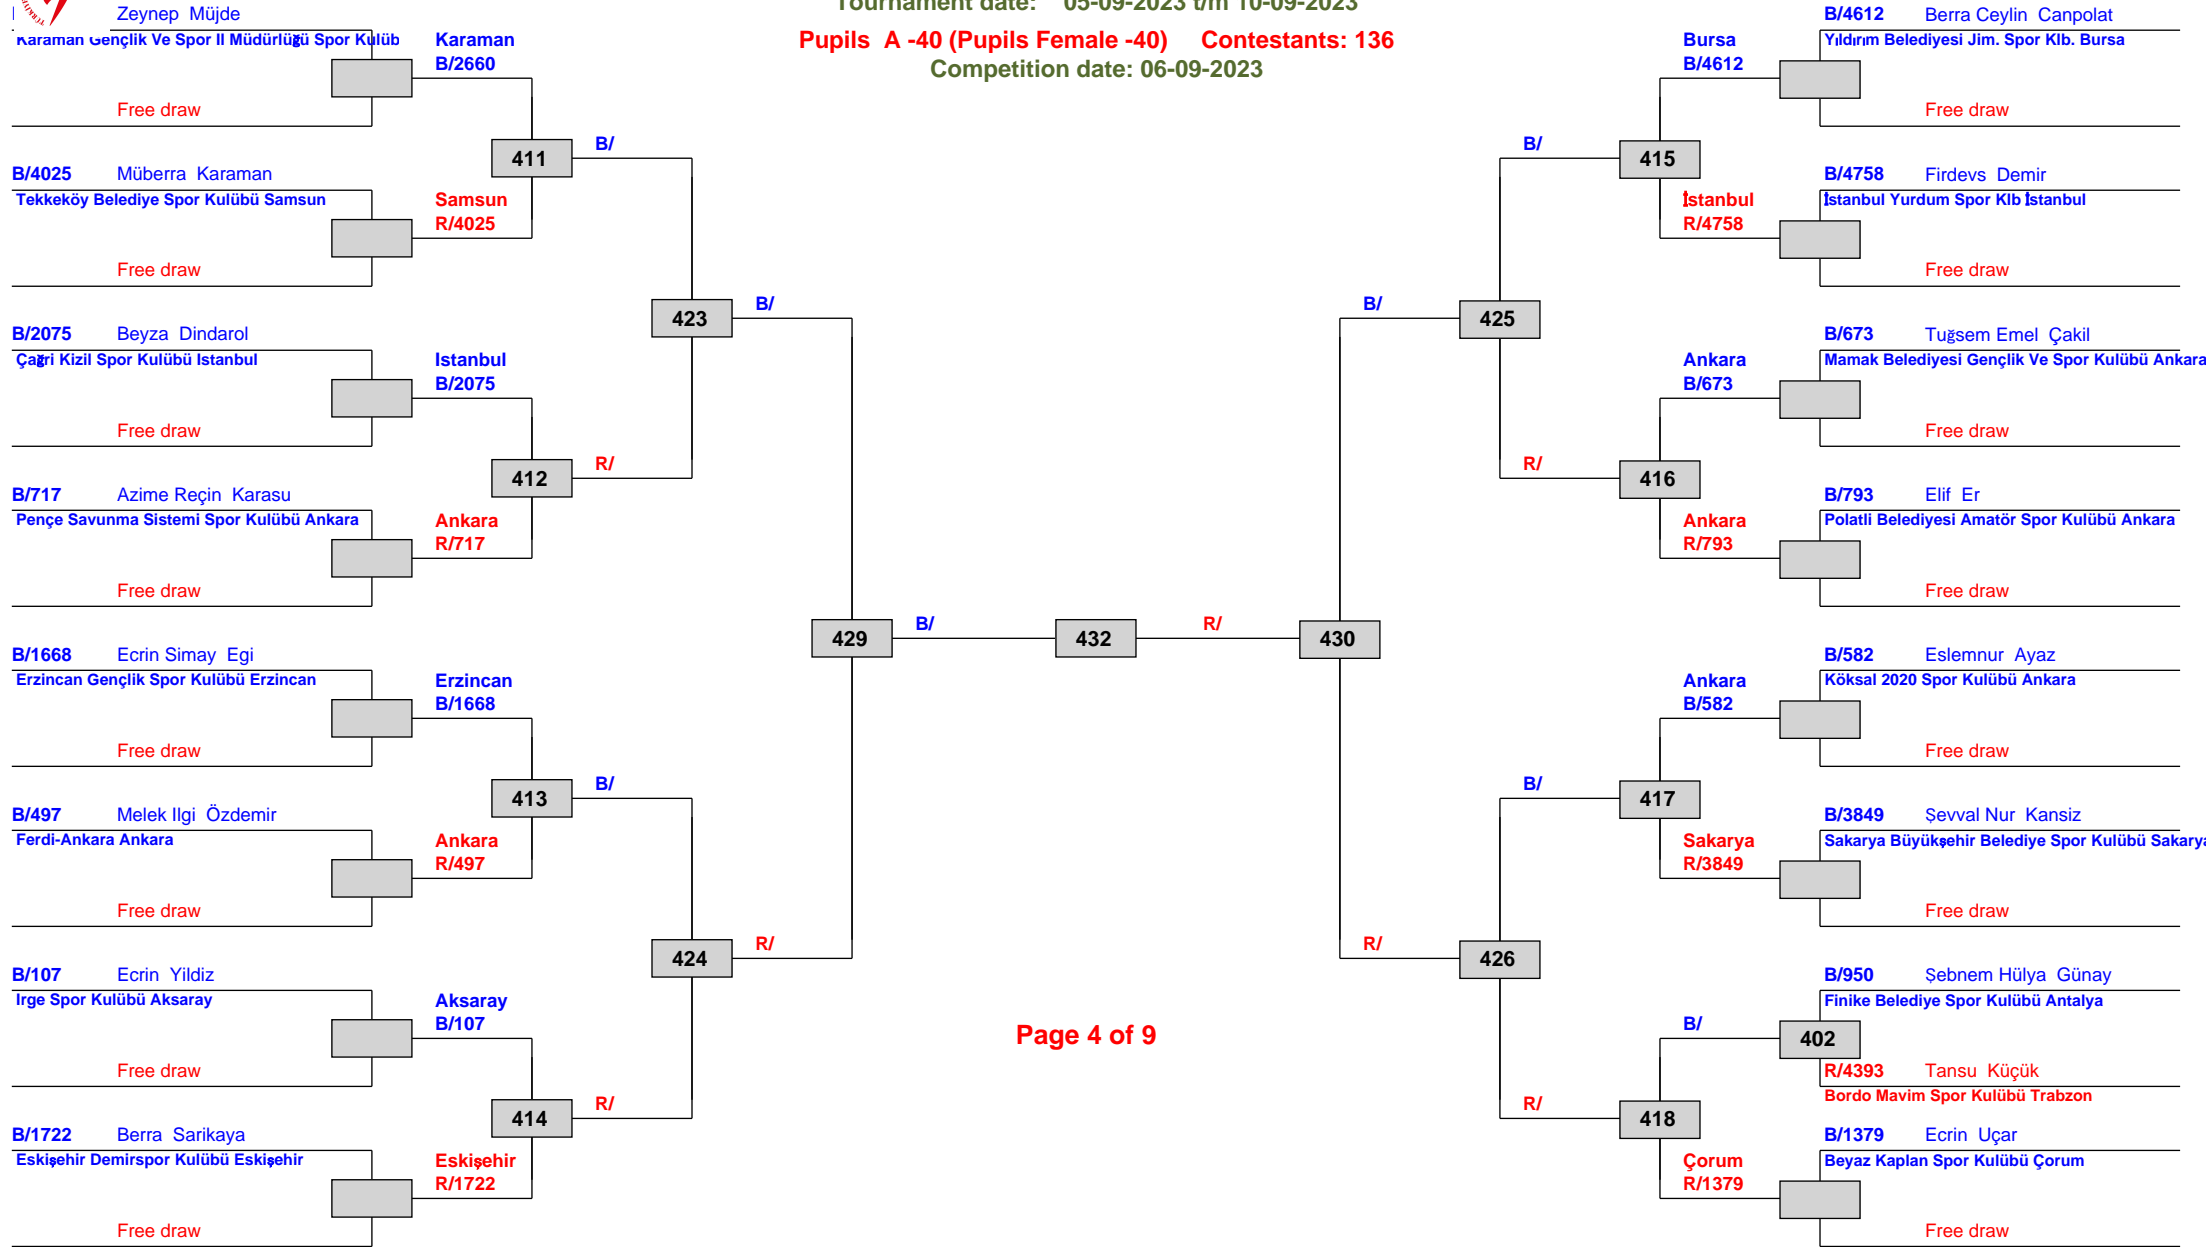 Tournament date: 05-09-2023 t/m 10-09-2023
Pupils A -40 (Pupils Female -40) Contestants: 136
Competition date: 06-09-2023
Zeynep Müjde
Karaman Gençlik Ve Spor Il Müdürlüğü Spor Kulüb
Karaman
B/2660
Free draw
411
B/
B/4025 Müberra Karaman
Tekkeköy Belediye Spor Kulübü Samsun
Samsun
R/4025
Free draw
423
B/
B/2075 Beyza Dindarol
Çağri Kizil Spor Kulübü Istanbul
Istanbul
B/2075
Free draw
412
R/
B/717 Azime Reçin Karasu
Pençe Savunma Sistemi Spor Kulübü Ankara
Ankara
R/717
Free draw
429
B/
432
R/
430
B/1668 Ecrin Simay Egi
Erzincan Gençlik Spor Kulübü Erzincan
Erzincan
B/1668
Free draw
413
B/
B/497 Melek Ilgi Özdemir
Ferdi-Ankara Ankara
Ankara
R/497
Free draw
424
R/
B/107 Ecrin Yildiz
Irge Spor Kulübü Aksaray
Aksaray
B/107
Free draw
414
R/
B/1722 Berra Sarikaya
Eskişehir Demirspor Kulübü Eskişehir
Eskişehir
R/1722
Free draw
Page 4 of 9
B/4612 Berra Ceylin Canpolat
Yıldırım Belediyesi Jim. Spor Klb. Bursa
Bursa
B/4612
Free draw
B/
415
B/4758 Firdevs Demir
İstanbul Yurdum Spor Klb İstanbul
İstanbul
R/4758
Free draw
B/
425
B/673 Tuğsem Emel Çakil
Mamak Belediyesi Gençlik Ve Spor Kulübü Ankara
Ankara
B/673
Free draw
R/
416
B/793 Elif Er
Polatli Belediyesi Amatör Spor Kulübü Ankara
Ankara
R/793
Free draw
B/582 Eslemnur Ayaz
Köksal 2020 Spor Kulübü Ankara
Ankara
B/582
Free draw
B/
417
B/3849 Şevval Nur Kansiz
Sakarya Büyükşehir Belediye Spor Kulübü Sakarya
Sakarya
R/3849
Free draw
R/
426
B/950 Şebnem Hülya Günay
Finike Belediye Spor Kulübü Antalya
B/
402
R/4393 Tansu Küçük
Bordo Mavim Spor Kulübü Trabzon
R/
418
B/1379 Ecrin Uçar
Beyaz Kaplan Spor Kulübü Çorum
Çorum
R/1379
Free draw